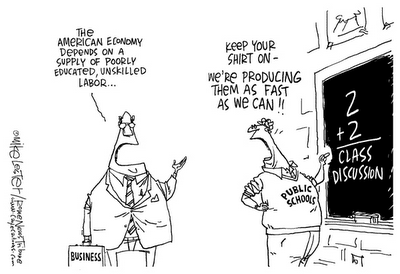 THE
AMERICAN ECONOMY
DEPENDS ON A
SUPPLY OF POORLY
EDUCATED, UNSKILLED
LABOR...
KEEP YOUR
SHIRT ON -
WE'RE PRODUCING
THEM AS FAST
AS WE CAN!!
2
+2
CLASS
DISCUSSION
PUBLIC
SCHOOLS
BUSINESS
©Mike Lester